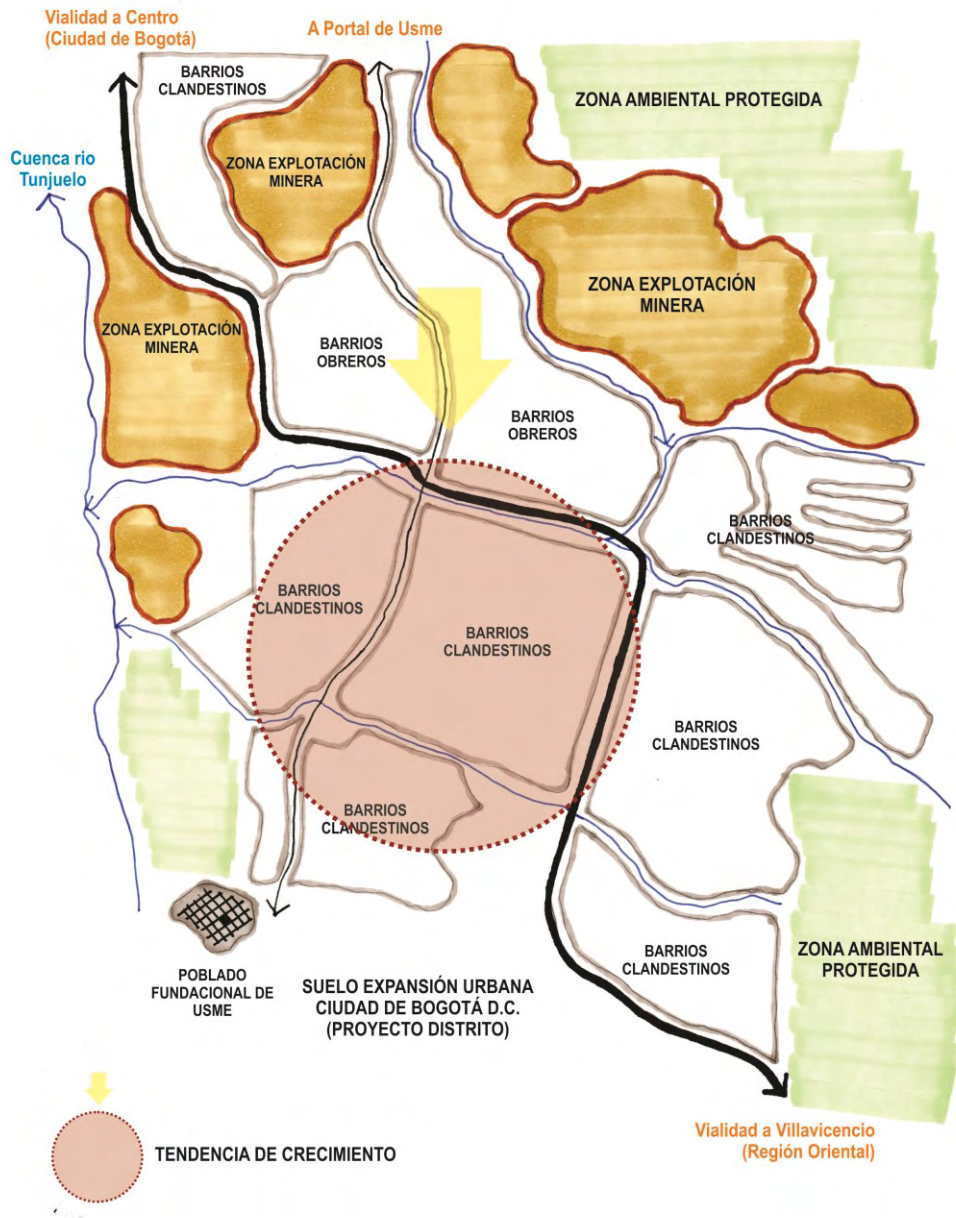 Vialidad a Centro
(Ciudad de Bogotá)
A Portal de Usme
BARRIOS
CLANDESTINOS
ZONA AMBIENTAL PROTEGIDA
Cuenca rio
Tunjuelo
ZONA EXPLOTACIÓN
MINERA
ZONA EXPLOTACIÓN
MINERA
ZONA EXPLOTACIÓN
MINERA
BARRIOS
OBREROS
BARRIOS
OBREROS
BARRIOS
CLANDESTINOS
BARRIOS
CLANDESTINOS
BARRIOS
CLANDESTINOS
BARRIOS
CLANDESTINOS
BARRIOS
CLANDESTINOS
BARRIOS
CLANDESTINOS
ZONA AMBIENTAL
PROTEGIDA
POBLADO
FUNDACIONAL DE
USME
SUELO EXPANSIÓN URBANA
CIUDAD DE BOGOTÁ D.C.
(PROYECTO DISTRITO)
Vialidad a Villavicencio
(Región Oriental)
TENDENCIA DE CRECIMIENTO